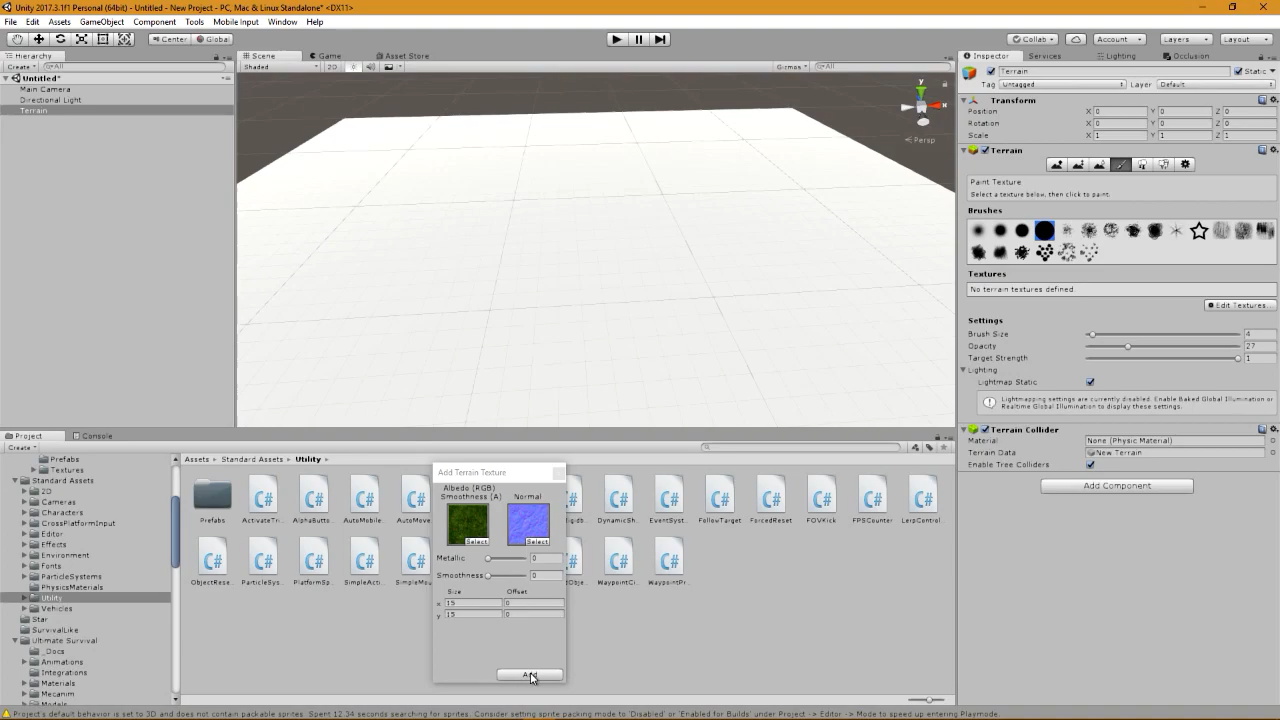 Unity 2017.3.1f1 Personal (64bit) - Untitled - New Project - PC, Mac & Linux Standalone* <DX11>
File Edit Assets GameObject Component Tools Mobile Input Window Help
Center Global Collab Account Layers Layout
Hierarchy
Create All
Untitled*
Main Camera
Directional Light
Terrain
Scene Game Asset Store
Shaded 2D Gizmos All
y
x
Persp
Inspector Services Lighting Occlusion
Terrain Static
Tag Untagged Layer Default
Transform
Position X 0 Y 0 Z 0
Rotation X 0 Y 0 Z 0
Scale X 1 Y 1 Z 1
Terrain
Paint Texture
Select a texture below, then click to paint.
Brushes
Textures
No terrain textures defined.
Edit Textures...
Settings
Brush Size 4
Opacity 27
Target Strength 1
Lighting
Lightmap Static
Lightmapping settings are currently disabled. Enable Baked Global Illumination or
Realtime Global Illumination to display these settings.
Terrain Collider
Material None (Physic Material)
Terrain Data New Terrain
Enable Tree Colliders
Add Component
Project Console
Create
Prefabs
Textures
Standard Assets
2D
Cameras
Characters
CrossPlatformInput
Editor
Effects
Environment
Fonts
ParticleSystems
PhysicsMaterials
Utility
Vehicles
Star
SurvivalLike
Ultimate Survival
_Docs
Animations
Integrations
Materials
Mecanim
Assets Standard Assets Utility
C# C# C# C# C# C# C# C# C# C# C#
Prefabs ActivateTri... AlphaButto... AutoMobile... AutoMove... DynamicSh... EventSyst... FollowTarget ForcedReset FOVKick FPSCounter LerpControl...
C# C# C# C# C# C# C#
ObjectRese... ParticleSys... PlatformSp... SimpleActi... SimpleMou... WaypointCi... WaypointPr...
Add Terrain Texture
Albedo (RGB)
Smoothness (A) Normal
Select Select
Metallic 0
Smoothness 0
Size Offset
x 15 0
y 15 0
Add
Project's default behavior is set to 3D and does not contain packable sprites. Spent 12.34 seconds searching for sprites. Consider setting sprite packing mode to 'Disabled' or 'Enabled for Builds' under Project -> Editor -> Mode to speed up entering Playmode.